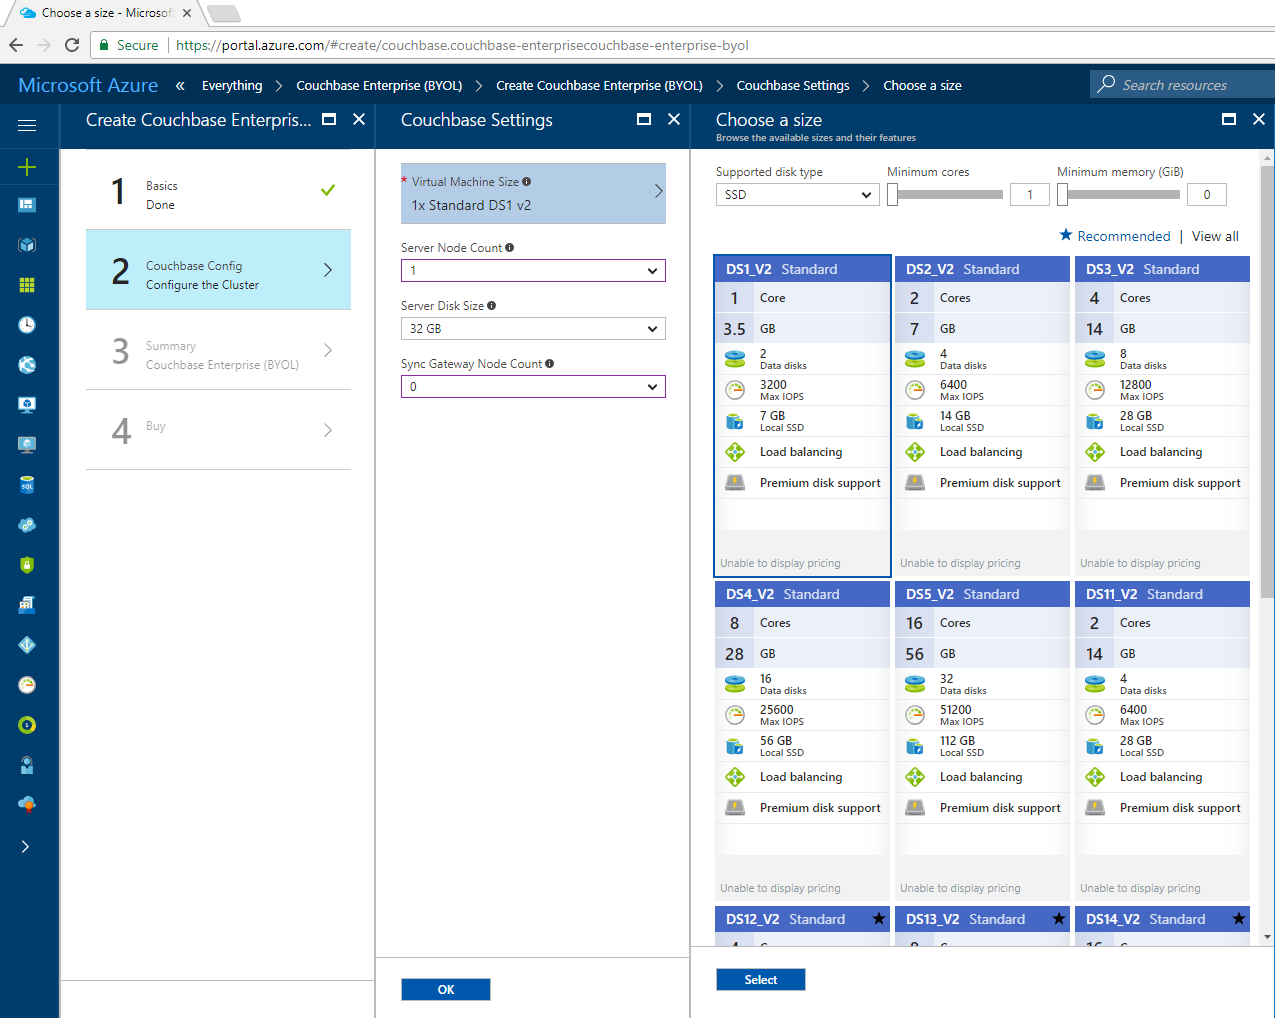 Choose a size - Microsof
Secure
https://portal.azure.com/#create/couchbase.couchbase-enterprisecouchbase-enterprise-byol
Microsoft Azure « Everything > Couchbase Enterprise (BYOL) > Create Couchbase Enterprise (BYOL) > Couchbase Settings > Choose a size
Search resources
Create Couchbase Enterpris...
1
Basics
Done
2
Couchbase Config
Configure the Cluster
3
Summary
Couchbase Enterprise (BYOL)
4
Buy
Couchbase Settings
* Virtual Machine Size
1x Standard DS1 v2
Server Node Count
1
Server Disk Size
32 GB
Sync Gateway Node Count
0
OK
Choose a size
Browse the available sizes and their features
Supported disk type
SSD
Minimum cores
1
Minimum memory (GiB)
0
★ Recommended | View all
DS1_V2 Standard
1 Core
3.5 GB
2
Data disks
3200
Max IOPS
7 GB
Local SSD
Load balancing
Premium disk support
Unable to display pricing
DS2_V2 Standard
2 Cores
7 GB
4
Data disks
6400
Max IOPS
14 GB
Local SSD
Load balancing
Premium disk support
Unable to display pricing
DS3_V2 Standard
4 Cores
14 GB
8
Data disks
12800
Max IOPS
28 GB
Local SSD
Load balancing
Premium disk support
Unable to display pricing
DS4_V2 Standard
8 Cores
28 GB
16
Data disks
25600
Max IOPS
56 GB
Local SSD
Load balancing
Premium disk support
Unable to display pricing
DS5_V2 Standard
16 Cores
56 GB
32
Data disks
51200
Max IOPS
112 GB
Local SSD
Load balancing
Premium disk support
Unable to display pricing
DS11_V2 Standard
2 Cores
14 GB
4
Data disks
6400
Max IOPS
28 GB
Local SSD
Load balancing
Premium disk support
Unable to display pricing
DS12_V2 Standard ★
DS13_V2 Standard ★
DS14_V2 Standard ★
Select